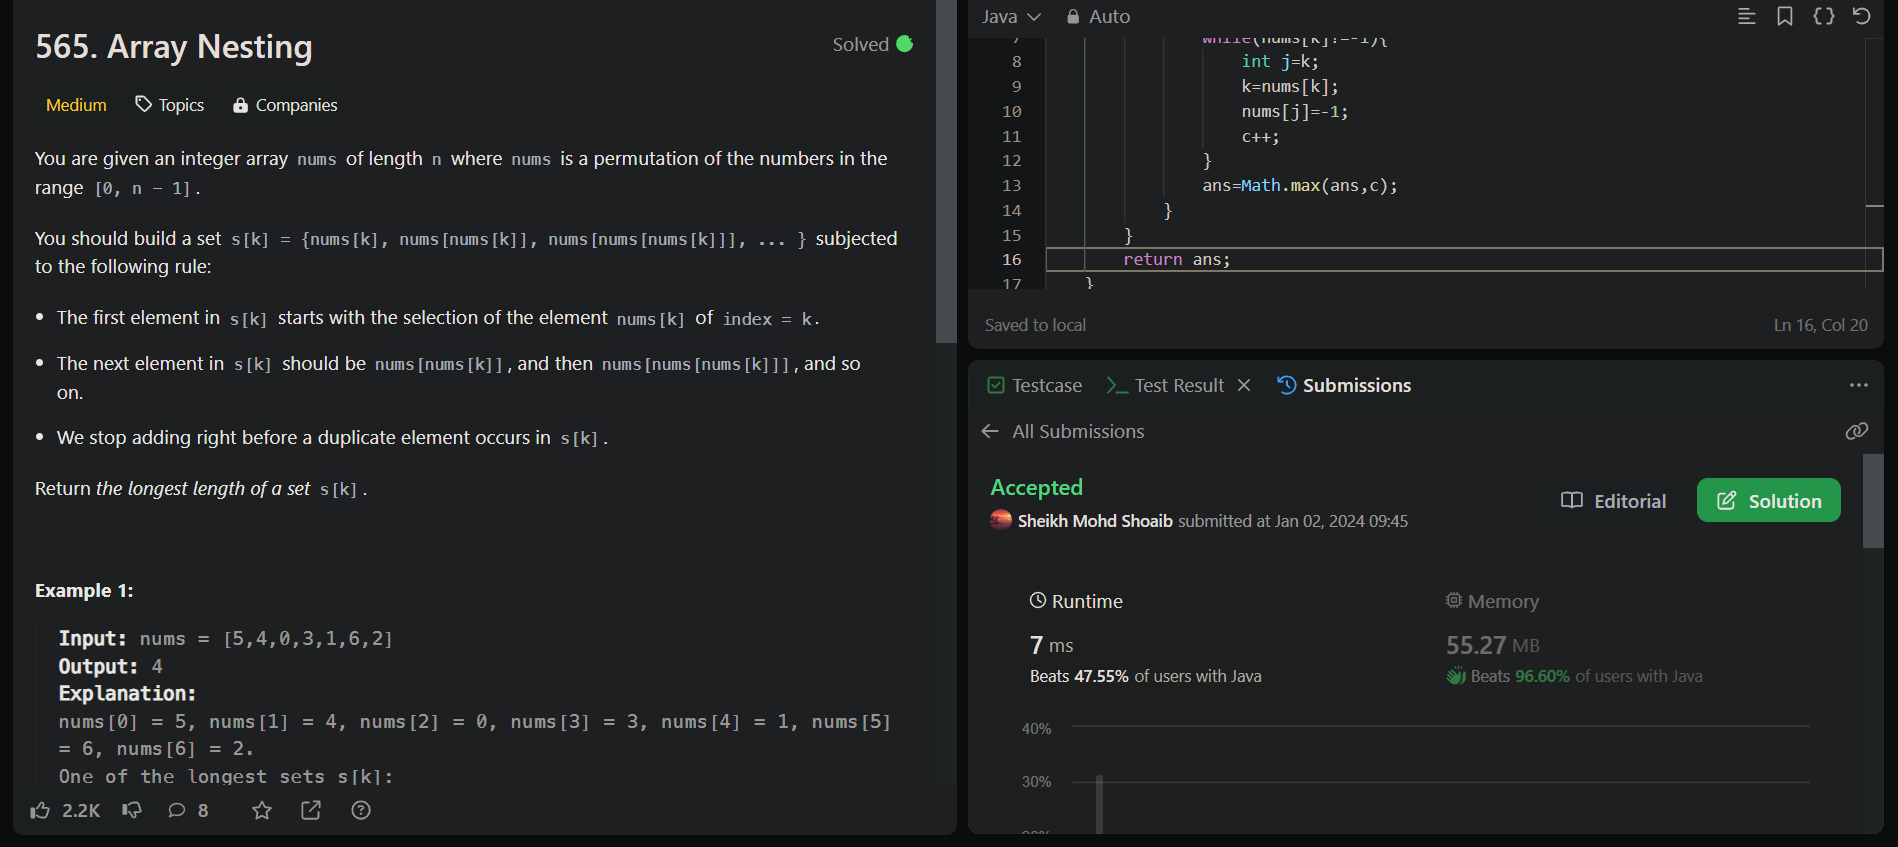 565. Array Nesting
Solved
Medium Topics Companies
You are given an integer array nums of length n where nums is a permutation of the numbers in the
range [0, n - 1].
You should build a set s[k] = {nums[k], nums[nums[k]], nums[nums[nums[k]]], ... } subjected
to the following rule:
• The first element in s[k] starts with the selection of the element nums[k] of index = k.
• The next element in s[k] should be nums[nums[k]], and then nums[nums[nums[k]]], and so
on.
• We stop adding right before a duplicate element occurs in s[k].
Return the longest length of a set s[k].
Example 1:
Input: nums = [5,4,0,3,1,6,2]
Output: 4
Explanation:
nums[0] = 5, nums[1] = 4, nums[2] = 0, nums[3] = 3, nums[4] = 1, nums[5]
= 6, nums[6] = 2.
One of the longest sets s[k]:
2.2K 8
Java Auto
7 while(nums[k]!=-1){
8 int j=k;
9 k=nums[k];
10 nums[j]=-1;
11 c++;
12 }
13 ans=Math.max(ans,c);
14 }
15 }
16 return ans;
17 }
Saved to local Ln 16, Col 20
Testcase Test Result Submissions
All Submissions
Accepted
Sheikh Mohd Shoaib submitted at Jan 02, 2024 09:45
Editorial Solution
Runtime
7 ms
Beats 47.55% of users with Java
Memory
55.27 MB
Beats 96.60% of users with Java
40%
30%